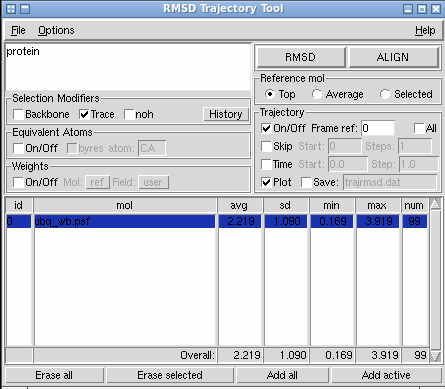 RMSD Trajectory Tool
File Options Help
protein
RMSD ALIGN
Reference mol
Top Average Selected
Selection Modifiers
Backbone Trace noh History
Trajectory
On/Off Frame ref: 0 All
Skip Start: 0 Steps: 1
Time Start: 0.0 Step: 1.0
Plot Save: trajrmsd.dat
Equivalent Atoms
On/Off byres atom: CA
Weights
On/Off Mol: ref Field: user
id mol avg sd min max num
0 ubq_wb.psf 2.219 1.090 0.169 3.919 99
Overall: 2.219 1.090 0.169 3.919 99
Erase all Erase selected Add all Add active